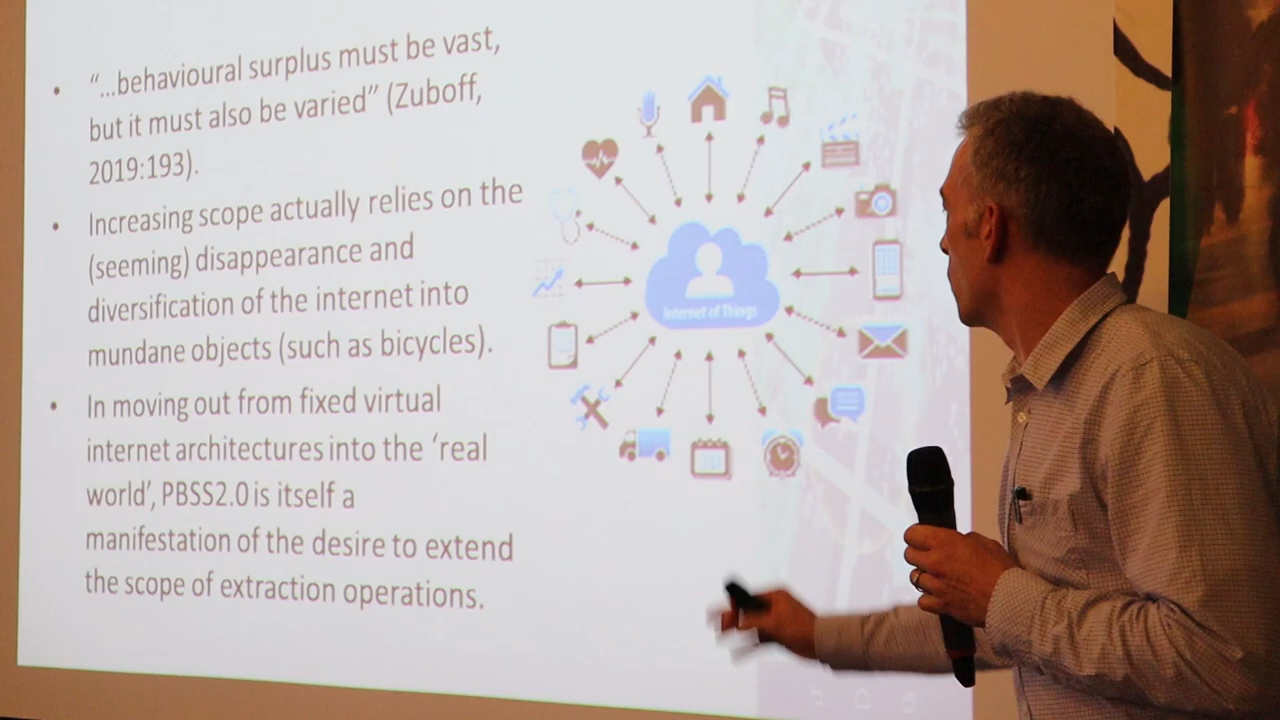 • “...behavioural surplus must be vast,
but it must also be varied” (Zuboff,
2019:193).
• Increasing scope actually relies on the
(seeming) disappearance and
diversification of the internet into
mundane objects (such as bicycles).
• In moving out from fixed virtual
internet architectures into the ‘real
world’, PBSS2.0 is itself a
manifestation of the desire to extend
the scope of extraction operations.
Internet of Things